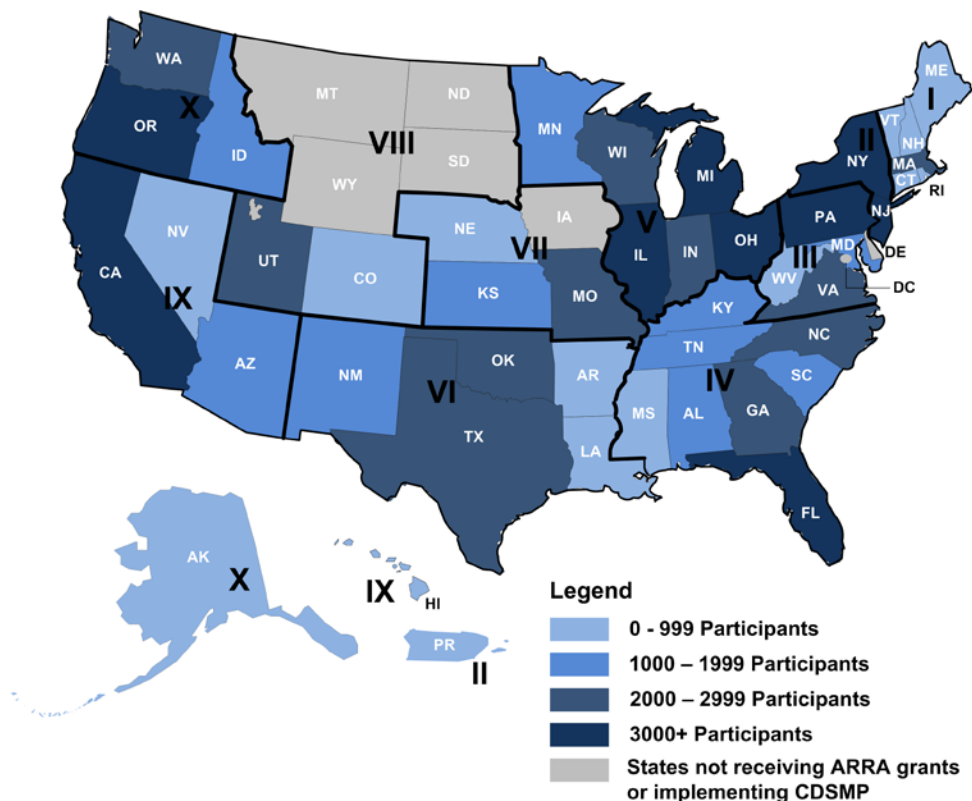 WA
MT
ND
MN
ME
I
VT
NH
X
OR
ID
VIII
SD
WI
II
NY
MA
CT
RI
WY
MI
IA
V
PA
NJ
NE
VII
OH
NV
UT
IL
IN
III
MD
DE
CA
IX
CO
WV
DC
KS
MO
VA
KY
NC
AZ
NM
OK
TN
VI
AR
IV
SC
TX
MS
AL
GA
LA
FL
AK
X
IX
HI
PR
II
Legend
0 - 999 Participants
1000 – 1999 Participants
2000 – 2999 Participants
3000+ Participants
States not receiving ARRA grants
or implementing CDSMP